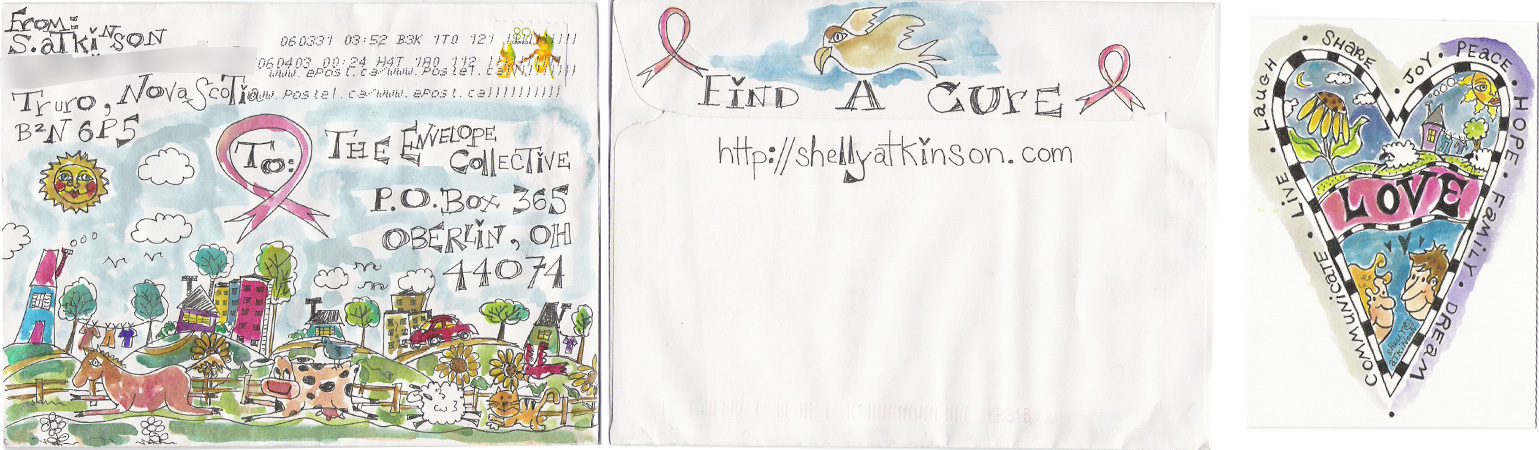 From:
S. Atkinson
Truro, Nova Scotia
B2N 6P5
060331 03:52 B3K 1T0 121
060403 00:24 H4T 1B0 112
www.ePost.ca/www.Postel.ca
www.Postel.ca/www.ePost.ca
89
To:
THE ENVELOPE
COLLECTIVE
P.O. BOX 365
OBERLIN, OH
44074
FIND A CURE
http://shellyatkinson.com
COMMUNICATE • LIVE • LAUGH • SHARE • JOY • PEACE • HOPE • FAMILY • DREAM
LOVE